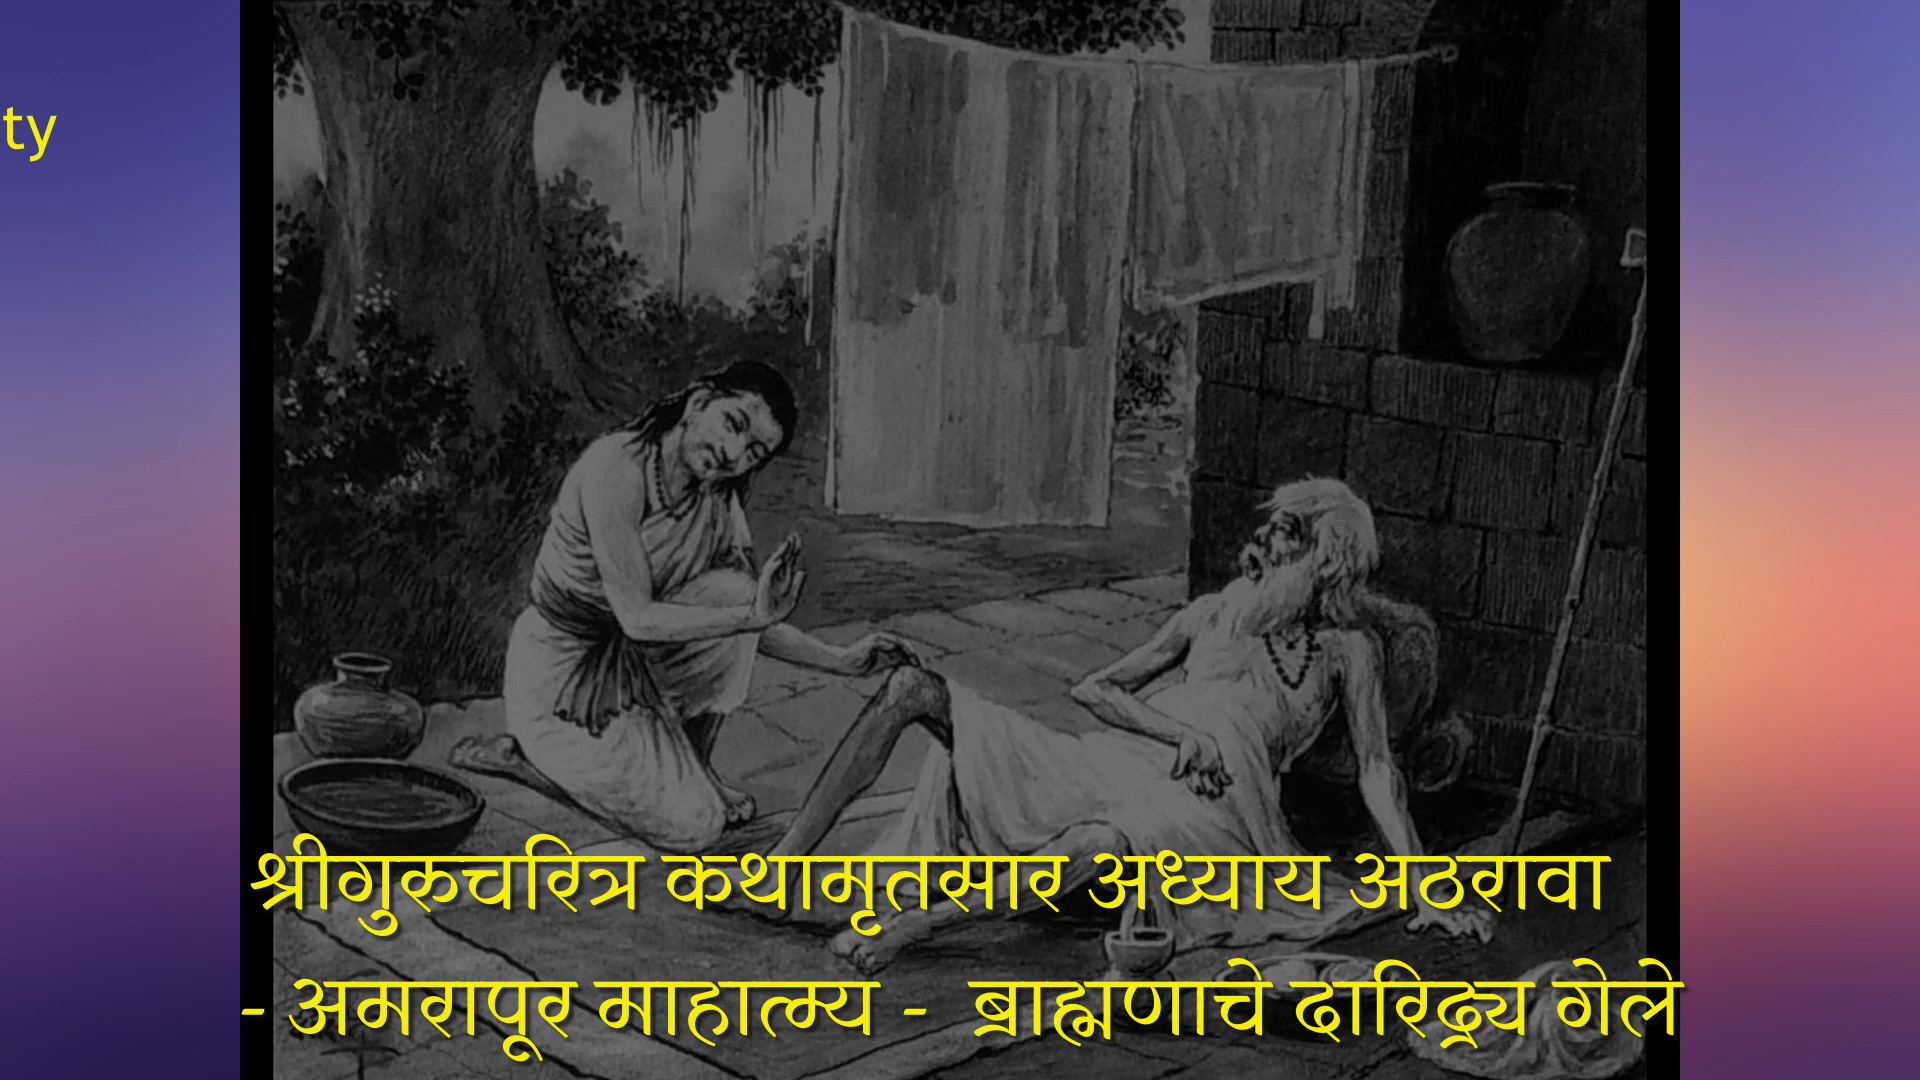 ty
श्रीगुरुचरित्र कथामृतसार अध्याय अठरावा
- अमरापूर माहात्म्य - ब्राह्मणाचे दारिद्र्य गेले